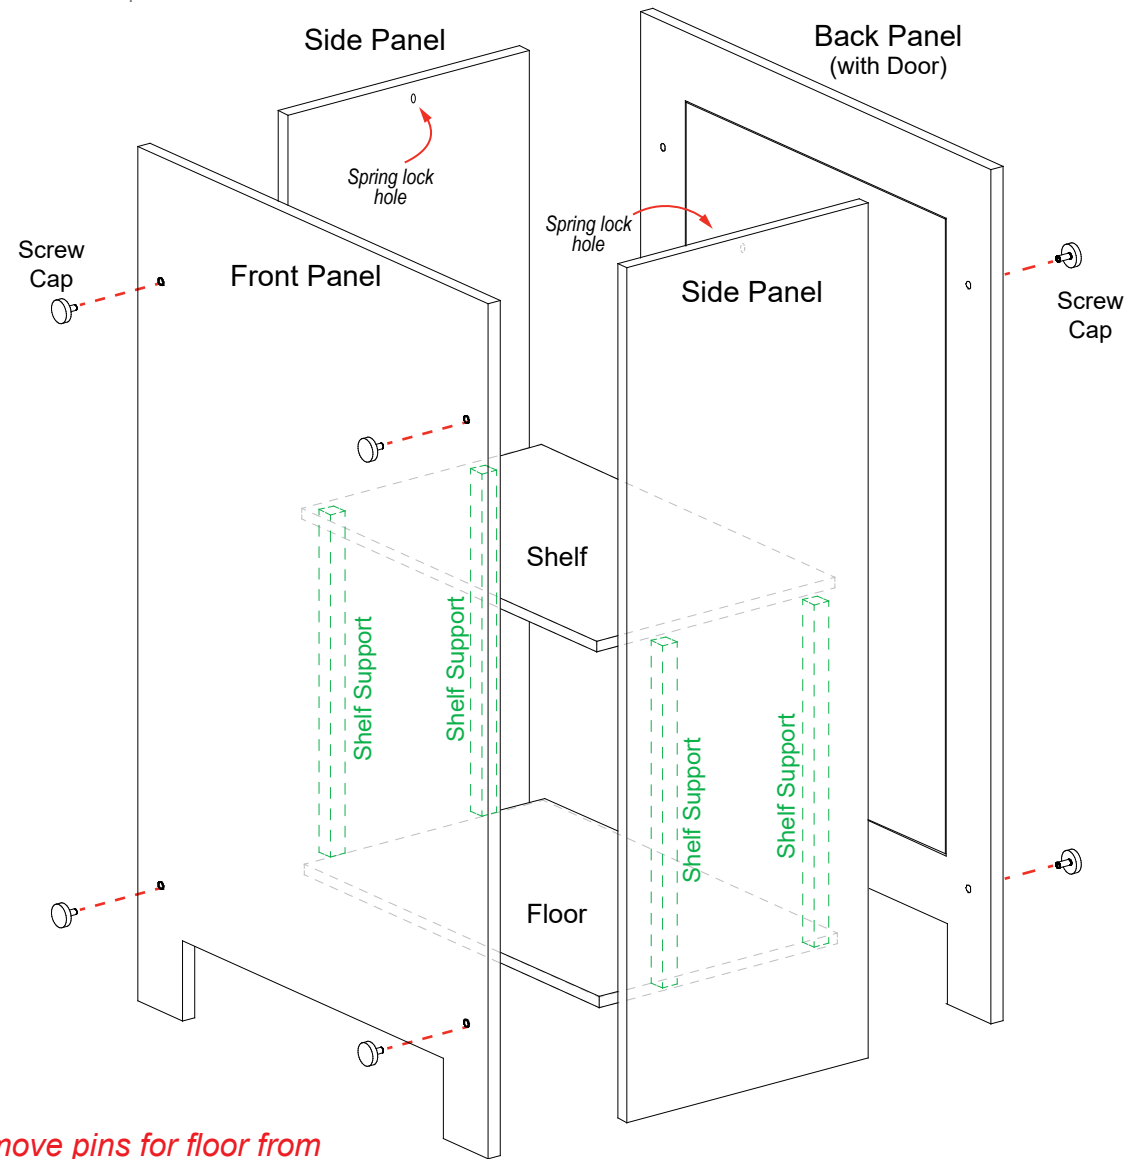 Side Panel
Back Panel
(with Door)
Spring lock
hole
Spring lock
hole
Screw
Cap
Front Panel
Side Panel
Screw
Cap
Shelf
Shelf Support
Shelf Support
Shelf Support
Shelf Support
Floor
move pins for floor from